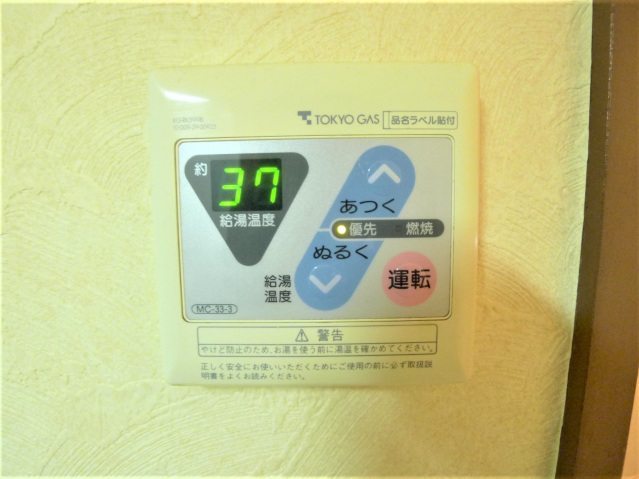 TOKYO GAS 品名ラベル貼付
約
37
給湯温度
あつく
優先 燃焼
ぬるく
給湯
温度
運転
MC-33-3
⚠ 警告
やけど防止のため、お湯を使う前に湯温を確かめてください。
正しく安全にお使いいただくためにご使用の前に必ず取扱説
明書をよくお読みください。